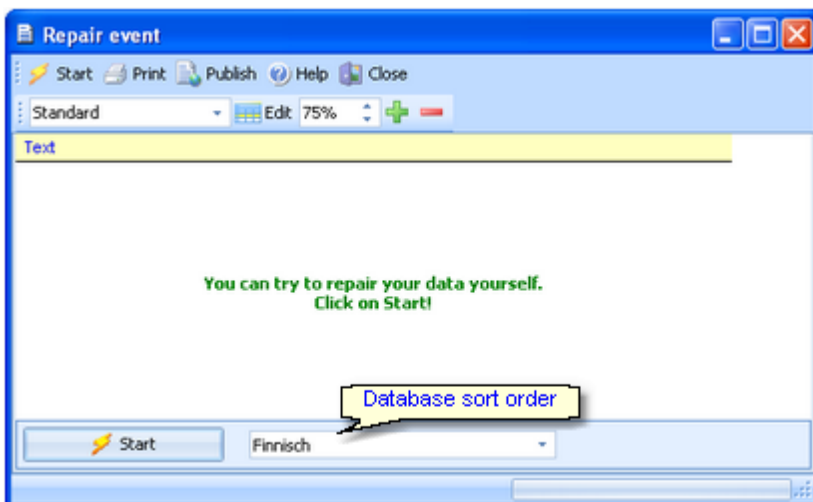 Repair event
Start Print Publish Help Close
Standard Edit 75%
Text
You can try to repair your data yourself.
Click on Start!
Database sort order
Start Finnisch